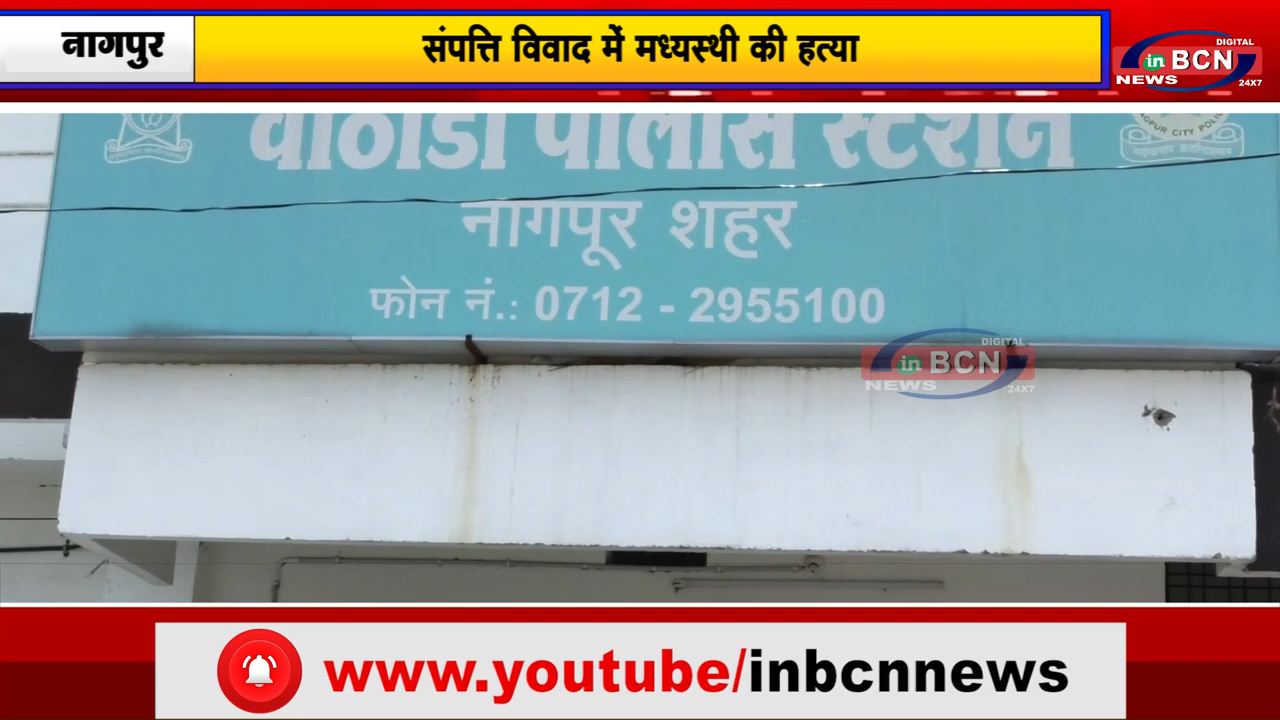 नागपुर
संपत्ति विवाद में मध्यस्थी की हत्या
DIGITAL
in BCN
NEWS 24X7
वाठोडा पोलीस स्टेशन
नागपूर शहर
फोन नं.: 0712 - 2955100
DIGITAL
in BCN
NEWS 24X7
www.youtube/inbcnnews